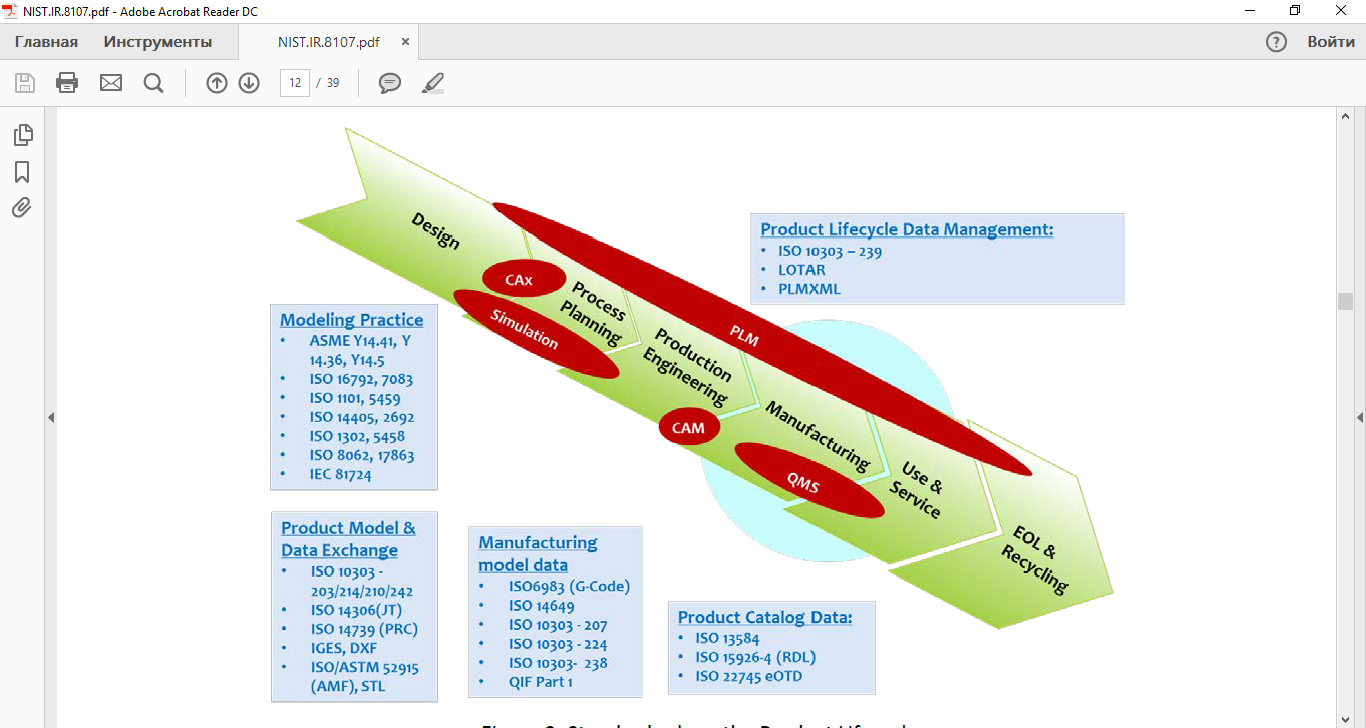 NIST.IR.8107.pdf - Adobe Acrobat Reader DC
Главная Инструменты NIST.IR.8107.pdf × Войти
12 / 39
Design
CAx
Simulation
Process
Planning
PLM
Production
Engineering
CAM
Manufacturing
QMS
Use &
Service
EOL &
Recycling
Product Lifecycle Data Management:
• ISO 10303 – 239
• LOTAR
• PLMXML
Modeling Practice
• ASME Y14.41, Y
14.36, Y14.5
• ISO 16792, 7083
• ISO 1101, 5459
• ISO 14405, 2692
• ISO 1302, 5458
• ISO 8062, 17863
• IEC 81724
Product Model &
Data Exchange
• ISO 10303 -
203/214/210/242
• ISO 14306(JT)
• ISO 14739 (PRC)
• IGES, DXF
• ISO/ASTM 52915
(AMF), STL
Manufacturing
model data
• ISO6983 (G-Code)
• ISO 14649
• ISO 10303 - 207
• ISO 10303 - 224
• ISO 10303- 238
• QIF Part 1
Product Catalog Data:
• ISO 13584
• ISO 15926-4 (RDL)
• ISO 22745 eOTD